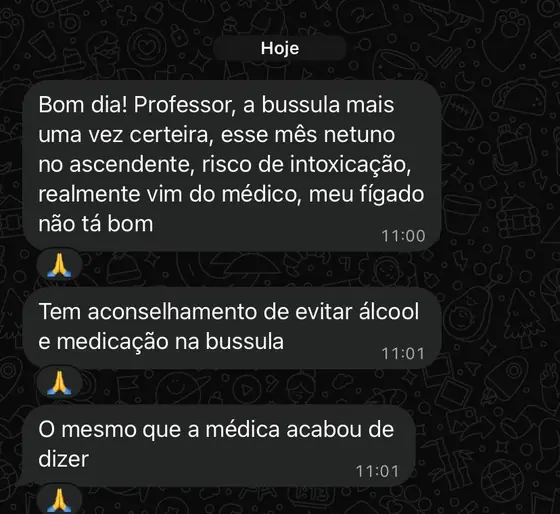 Hoje
Bom dia! Professor, a bussula mais
uma vez certeira, esse mês netuno
no ascendente, risco de intoxicação,
realmente vim do médico, meu fígado
não tá bom
11:00
Tem aconselhamento de evitar álcool
e medicação na bussula
11:01
O mesmo que a médica acabou de
dizer
11:01